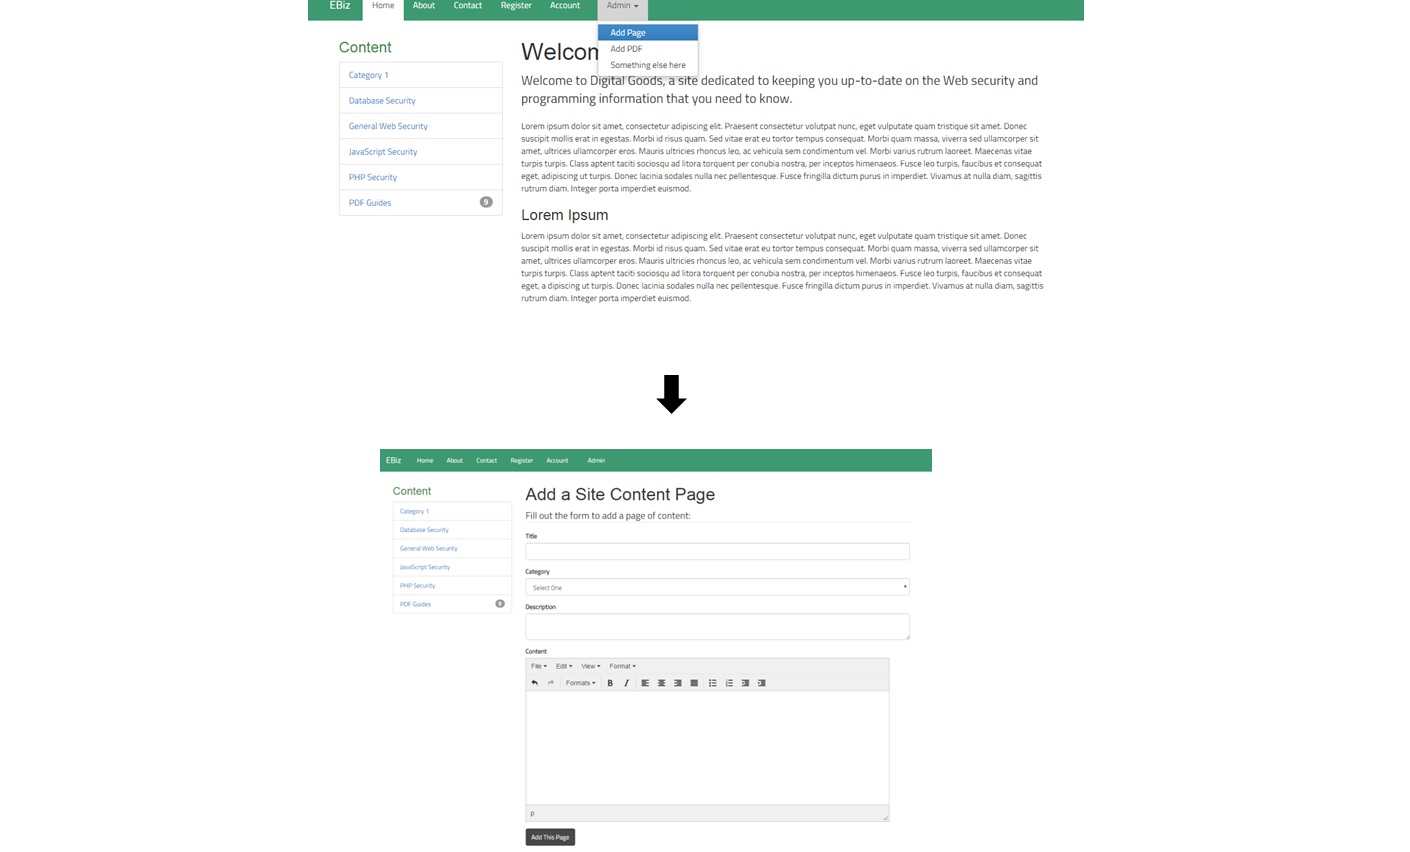 EBiz Home About Contact Register Account Admin
Add Page
Add PDF
Something else here
Content
Category 1
Database Security
General Web Security
JavaScript Security
PHP Security
PDF Guides 9
Welcom
Welcome to Digital Goods, a site dedicated to keeping you up-to-date on the Web security and
programming information that you need to know.
Lorem ipsum dolor sit amet, consectetur adipiscing elit. Praesent consectetur volutpat nunc, eget vulputate quam tristique sit amet. Donec
suscipit mollis erat in egestas. Morbi id risus quam. Sed vitae erat eu tortor tempus consequat. Morbi quam massa, viverra sed ullamcorper sit
amet, ultrices ullamcorper eros. Mauris ultricies rhoncus leo, ac vehicula sem condimentum vel. Morbi varius rutrum laoreet. Maecenas vitae
turpis turpis. Class aptent taciti sociosqu ad litora torquent per conubia nostra, per inceptos himenaeos. Fusce leo turpis, faucibus et consequat
eget, adipiscing ut turpis. Donec lacinia sodales nulla nec pellentesque. Fusce fringilla dictum purus in imperdiet. Vivamus at nulla diam, sagittis
rutrum diam. Integer porta imperdiet euismod.
Lorem Ipsum
Lorem ipsum dolor sit amet, consectetur adipiscing elit. Praesent consectetur volutpat nunc, eget vulputate quam tristique sit amet. Donec
suscipit mollis erat in egestas. Morbi id risus quam. Sed vitae erat eu tortor tempus consequat. Morbi quam massa, viverra sed ullamcorper sit
amet, ultrices ullamcorper eros. Mauris ultricies rhoncus leo, ac vehicula sem condimentum vel. Morbi varius rutrum laoreet. Maecenas vitae
turpis turpis. Class aptent taciti sociosqu ad litora torquent per conubia nostra, per inceptos himenaeos. Fusce leo turpis, faucibus et consequat
eget, a dipiscing ut turpis. Donec lacinia sodales nulla nec pellentesque. Fusce fringilla dictum purus in imperdiet. Vivamus at nulla diam, sagittis
rutrum diam. Integer porta imperdiet euismod.
EBiz Home About Contact Register Account Admin
Content
Category 1
Database Security
General Web Security
JavaScript Security
PHP Security
PDF Guides 9
Add a Site Content Page
Fill out the form to add a page of content:
Title
Category
Select One
Description
Content
File Edit View Format
Formats B I
p
Add This Page